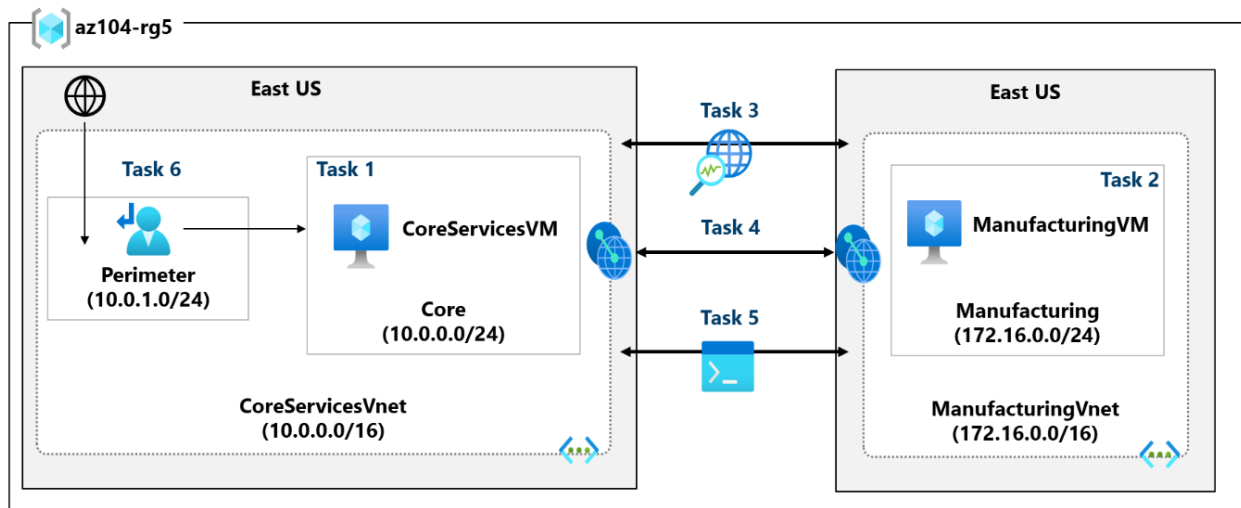 az104-rg5
East US
Task 6
Perimeter
(10.0.1.0/24)
Task 1
CoreServicesVM
Core
(10.0.0.0/24)
CoreServicesVnet
(10.0.0.0/16)
Task 3
Task 4
Task 5
East US
Task 2
ManufacturingVM
Manufacturing
(172.16.0.0/24)
ManufacturingVnet
(172.16.0.0/16)